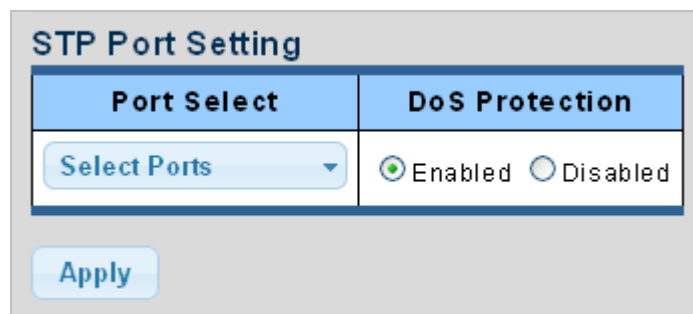 STP Port Setting
Port Select DoS Protection
Select Ports Enabled Disabled
Apply